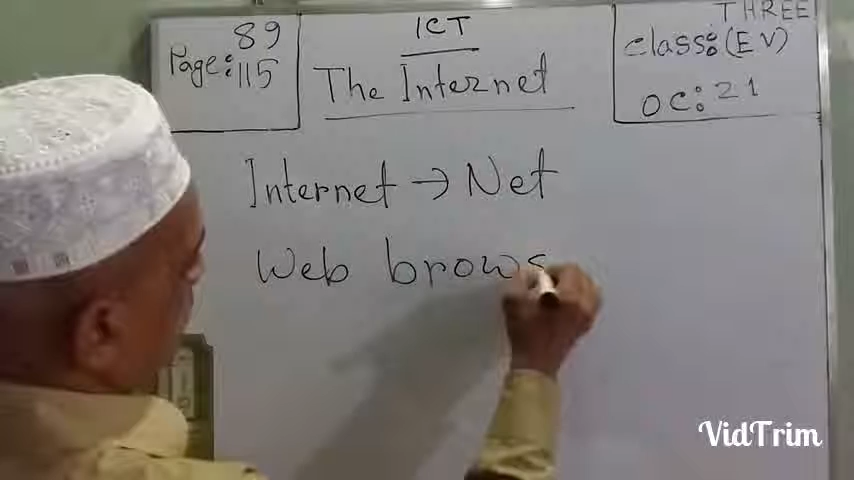 Page: 89
115
ICT
The Internet
THREE
Class: (EV)
OC: 21
Internet → Net
Web brows
VidTrim